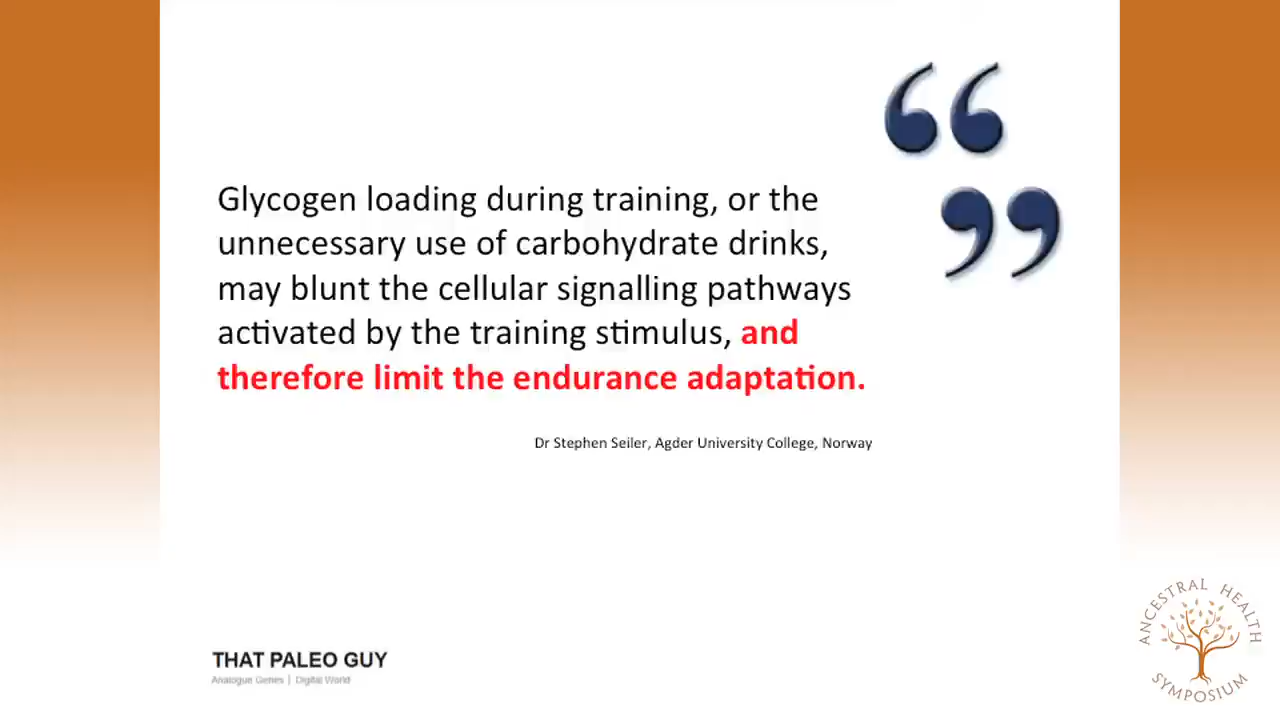 Glycogen loading during training, or the
unnecessary use of carbohydrate drinks,
may blunt the cellular signalling pathways
activated by the training stimulus, and
therefore limit the endurance adaptation.
Dr Stephen Seiler, Agder University College, Norway
THAT PALEO GUY
Analogue Genes | Digital World
ANCESTRAL HEALTH
SYMPOSIUM